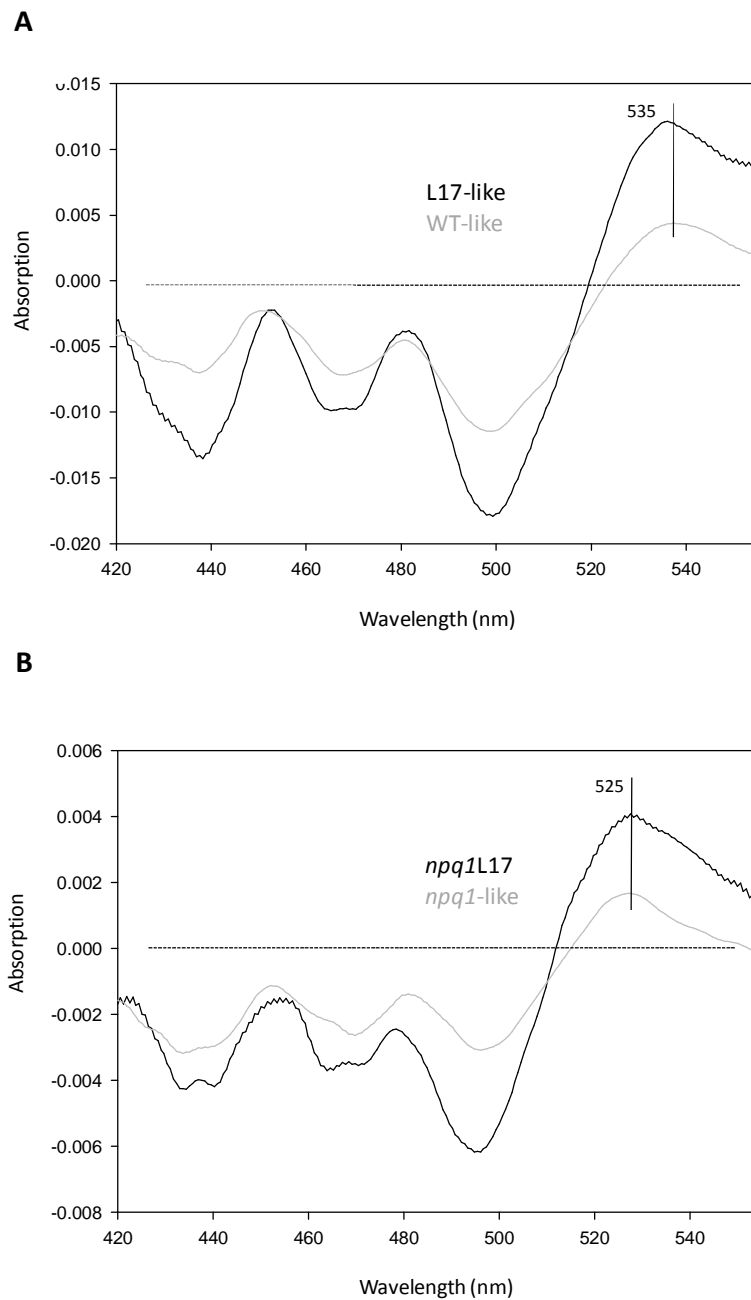 A
0.015
0.010
0.005
0.000
-0.005
-0.010
-0.015
-0.020
Absorption
535
L17-like
WT-like
420 440 460 480 500 520 540
Wavelength (nm)
B
0.006
0.004
0.002
0.000
-0.002
-0.004
-0.006
-0.008
Absorption
525
npq1L17
npq1-like
420 440 460 480 500 520 540
Wavelength (nm)